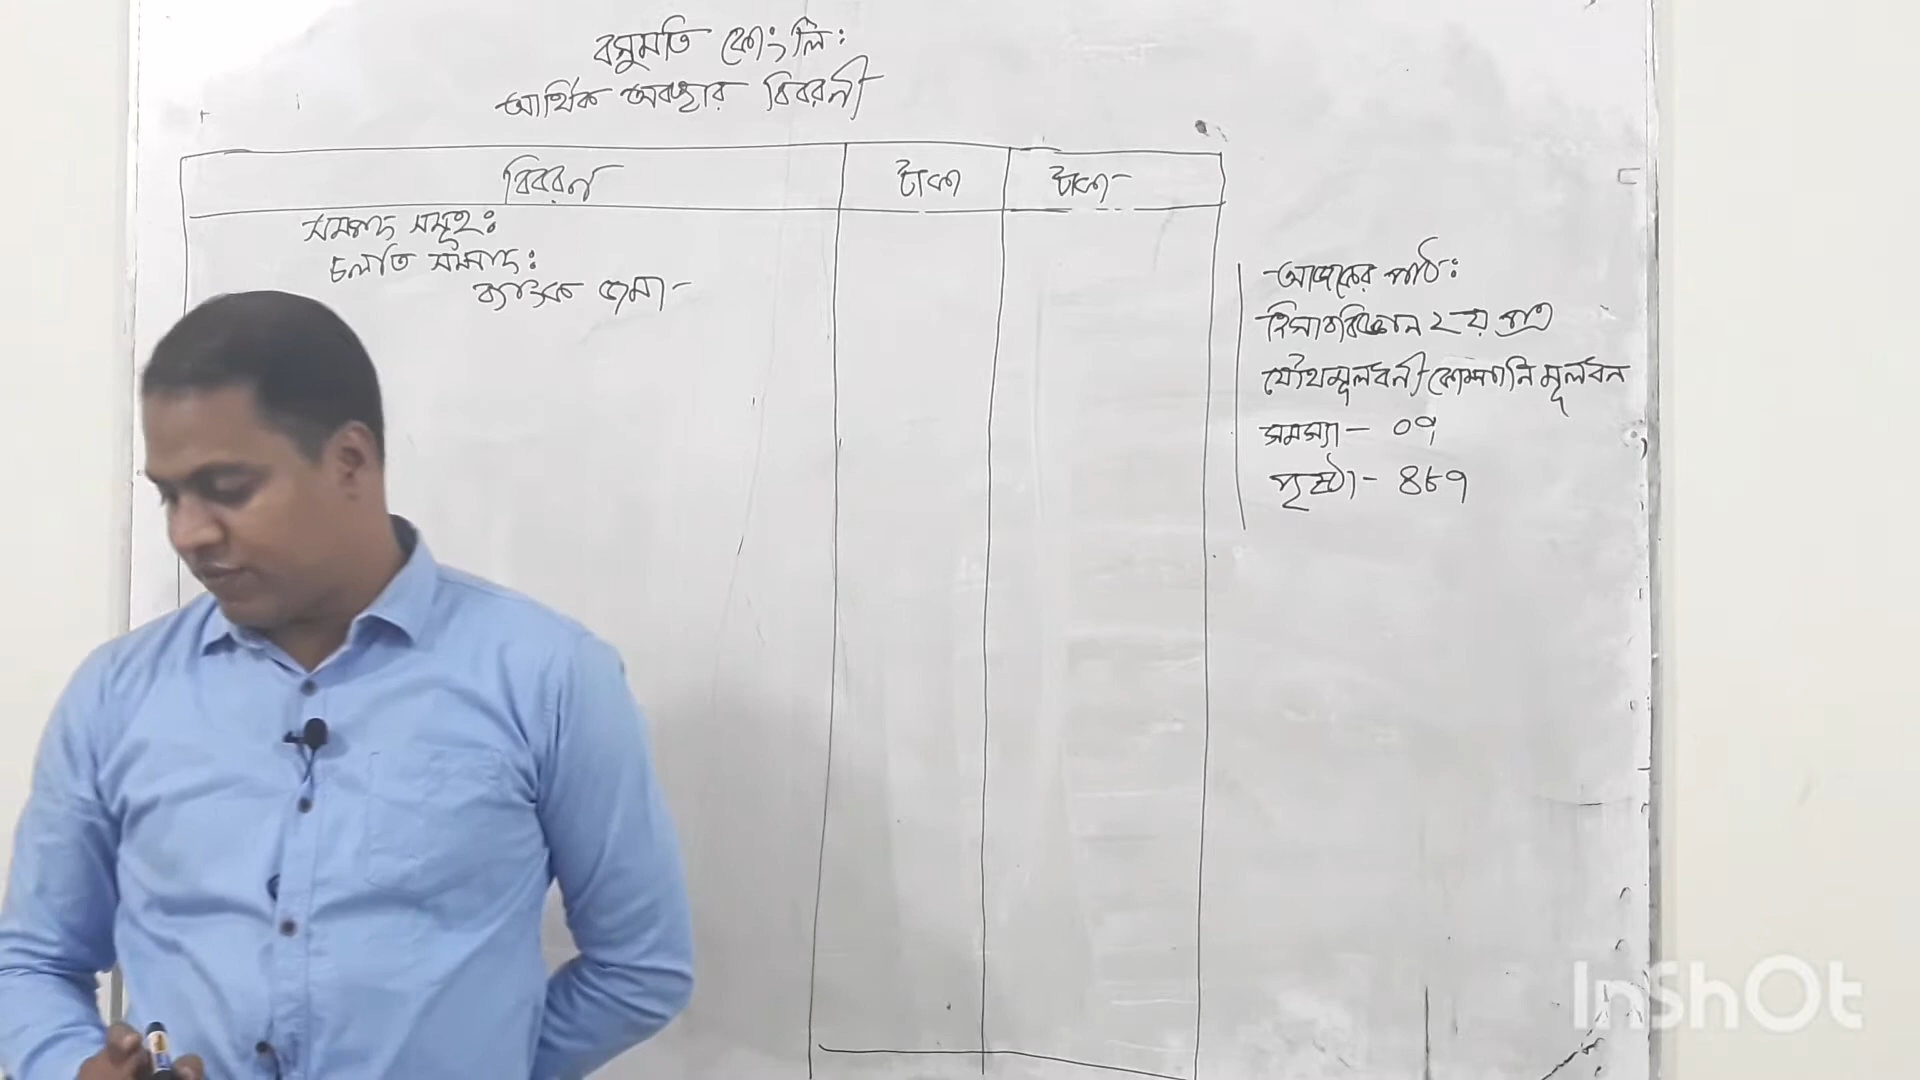 বসুমতি কোং লি:
আর্থিক অবস্থার বিবরনী
বিবরণ টাকা টাকা
সম্পদ সমূহ:
চলতি সম্পদ:
ব্যাংক জমা-
আজকের পাঠ:
হিসাববিজ্ঞান ২য় পত্র
যৌথমূলধনী কোম্পানি মূলধন
সমস্যা- ০৭
পৃষ্ঠা- ৪৮৭
InShOt